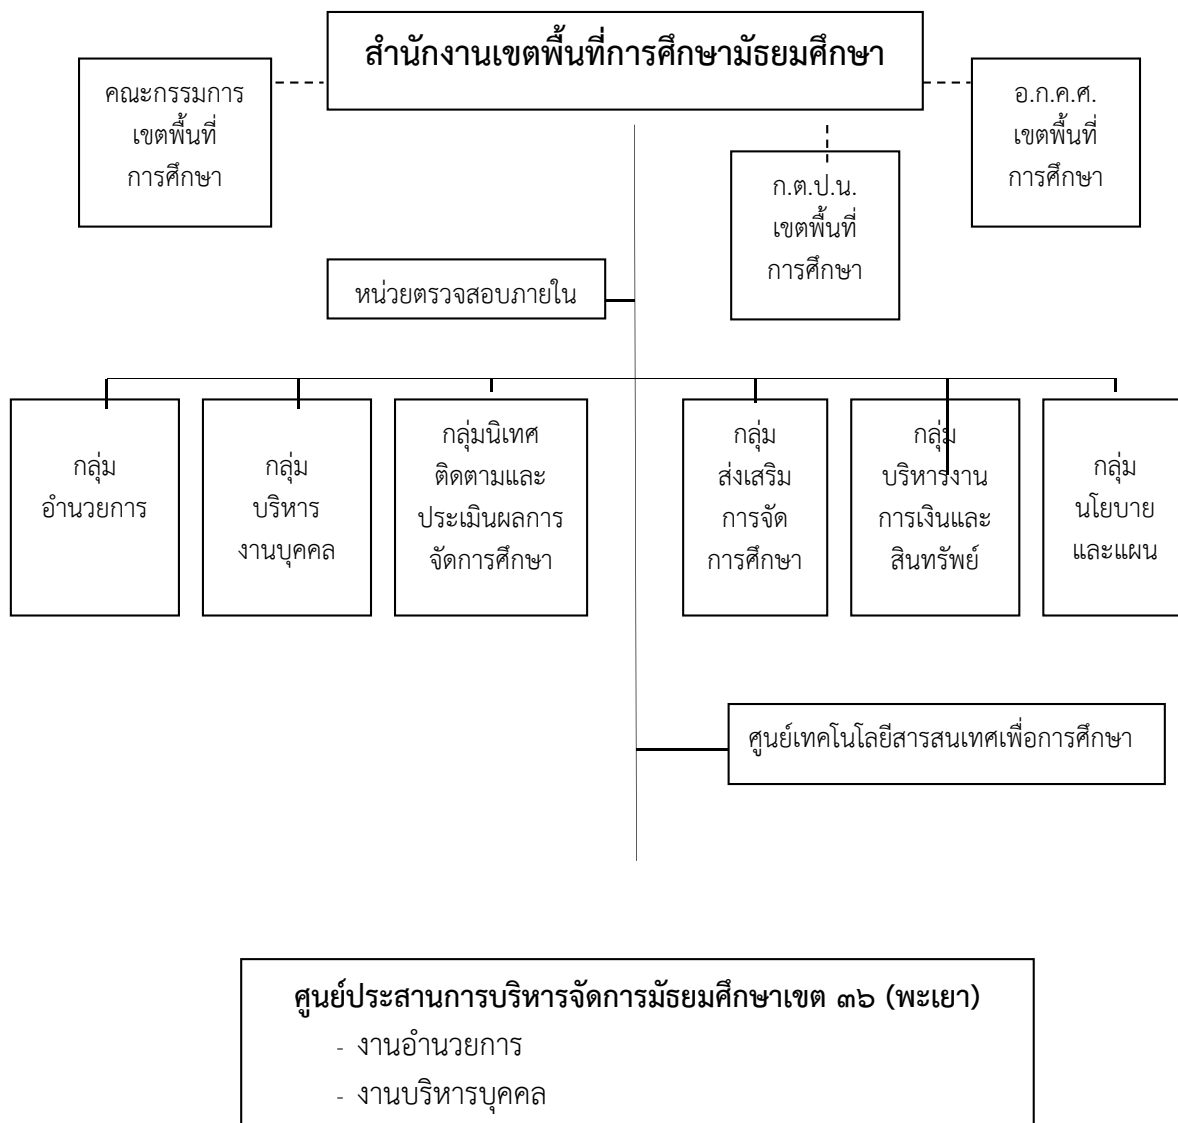 สำนักงานเขตพื้นที่การศึกษามัธยมศึกษา
คณะกรรมการ
เขตพื้นที่
การศึกษา
อ.ก.ค.ศ.
เขตพื้นที่
การศึกษา
ก.ต.ป.น.
เขตพื้นที่
การศึกษา
หน่วยตรวจสอบภายใน
กลุ่ม
อำนวยการ
กลุ่ม
บริหาร
งานบุคคล
กลุ่มนิเทศ
ติดตามและ
ประเมินผลการ
จัดการศึกษา
กลุ่ม
ส่งเสริม
การจัด
การศึกษา
กลุ่ม
บริหารงาน
การเงินและ
สินทรัพย์
กลุ่ม
นโยบาย
และแผน
ศูนย์เทคโนโลยีสารสนเทศเพื่อการศึกษา
ศูนย์ประสานการบริหารจัดการมัธยมศึกษาเขต ๓๖ (พะเยา)
- งานอำนวยการ
- งานบริหารบุคคล